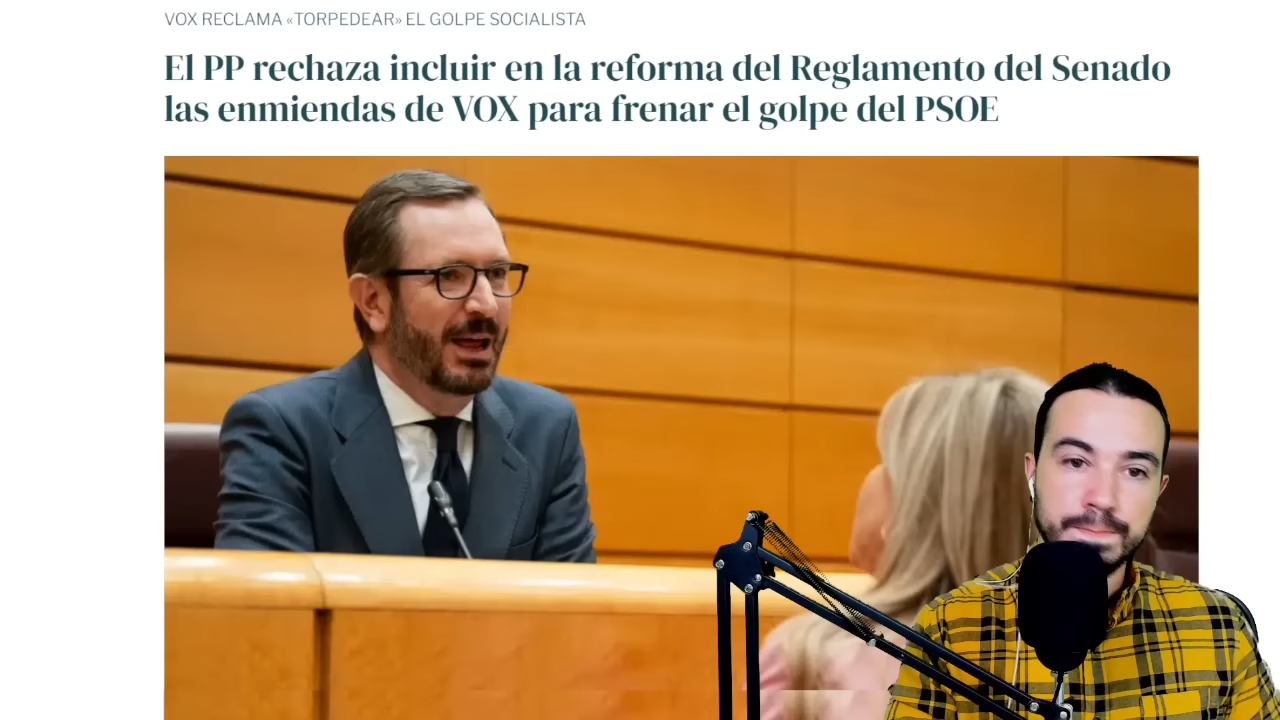 VOX RECLAMA «TORPEDEAR» EL GOLPE SOCIALISTA
El PP rechaza incluir en la reforma del Reglamento del Senado
las enmiendas de VOX para frenar el golpe del PSOE